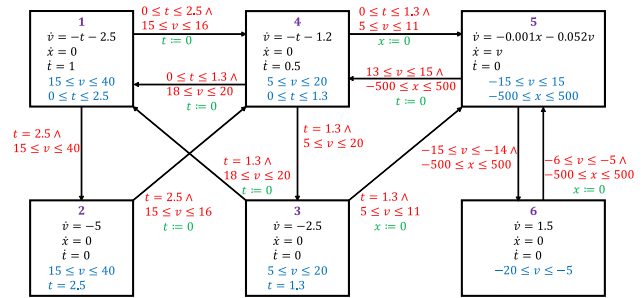 1
v̇ = −t − 2.5
ẋ = 0
ṫ = 1
15 ≤ v ≤ 40
0 ≤ t ≤ 2.5
0 ≤ t ≤ 2.5 ∧
15 ≤ v ≤ 16
t ≔ 0
0 ≤ t ≤ 1.3 ∧
18 ≤ v ≤ 20
t ≔ 0
4
v̇ = −t − 1.2
ẋ = 0
ṫ = 0.5
5 ≤ v ≤ 20
0 ≤ t ≤ 1.3
0 ≤ t ≤ 1.3 ∧
5 ≤ v ≤ 11
x ≔ 0
13 ≤ v ≤ 15 ∧
−500 ≤ x ≤ 500
t ≔ 0
5
v̇ = −0.001x − 0.052v
ẋ = v
ṫ = 0
−15 ≤ v ≤ 15
−500 ≤ x ≤ 500
t = 2.5 ∧
15 ≤ v ≤ 40
t = 1.3 ∧
18 ≤ v ≤ 20
t ≔ 0
t = 1.3 ∧
5 ≤ v ≤ 20
−15 ≤ v ≤ −14 ∧
−500 ≤ x ≤ 500
−6 ≤ v ≤ −5 ∧
−500 ≤ x ≤ 500
x ≔ 0
2
v̇ = −5
ẋ = 0
ṫ = 0
15 ≤ v ≤ 40
t = 2.5
t = 2.5 ∧
15 ≤ v ≤ 16
t ≔ 0
3
v̇ = −2.5
ẋ = 0
ṫ = 0
5 ≤ v ≤ 20
t = 1.3
t = 1.3 ∧
5 ≤ v ≤ 11
x ≔ 0
6
v̇ = 1.5
ẋ = 0
ṫ = 0
−20 ≤ v ≤ −5